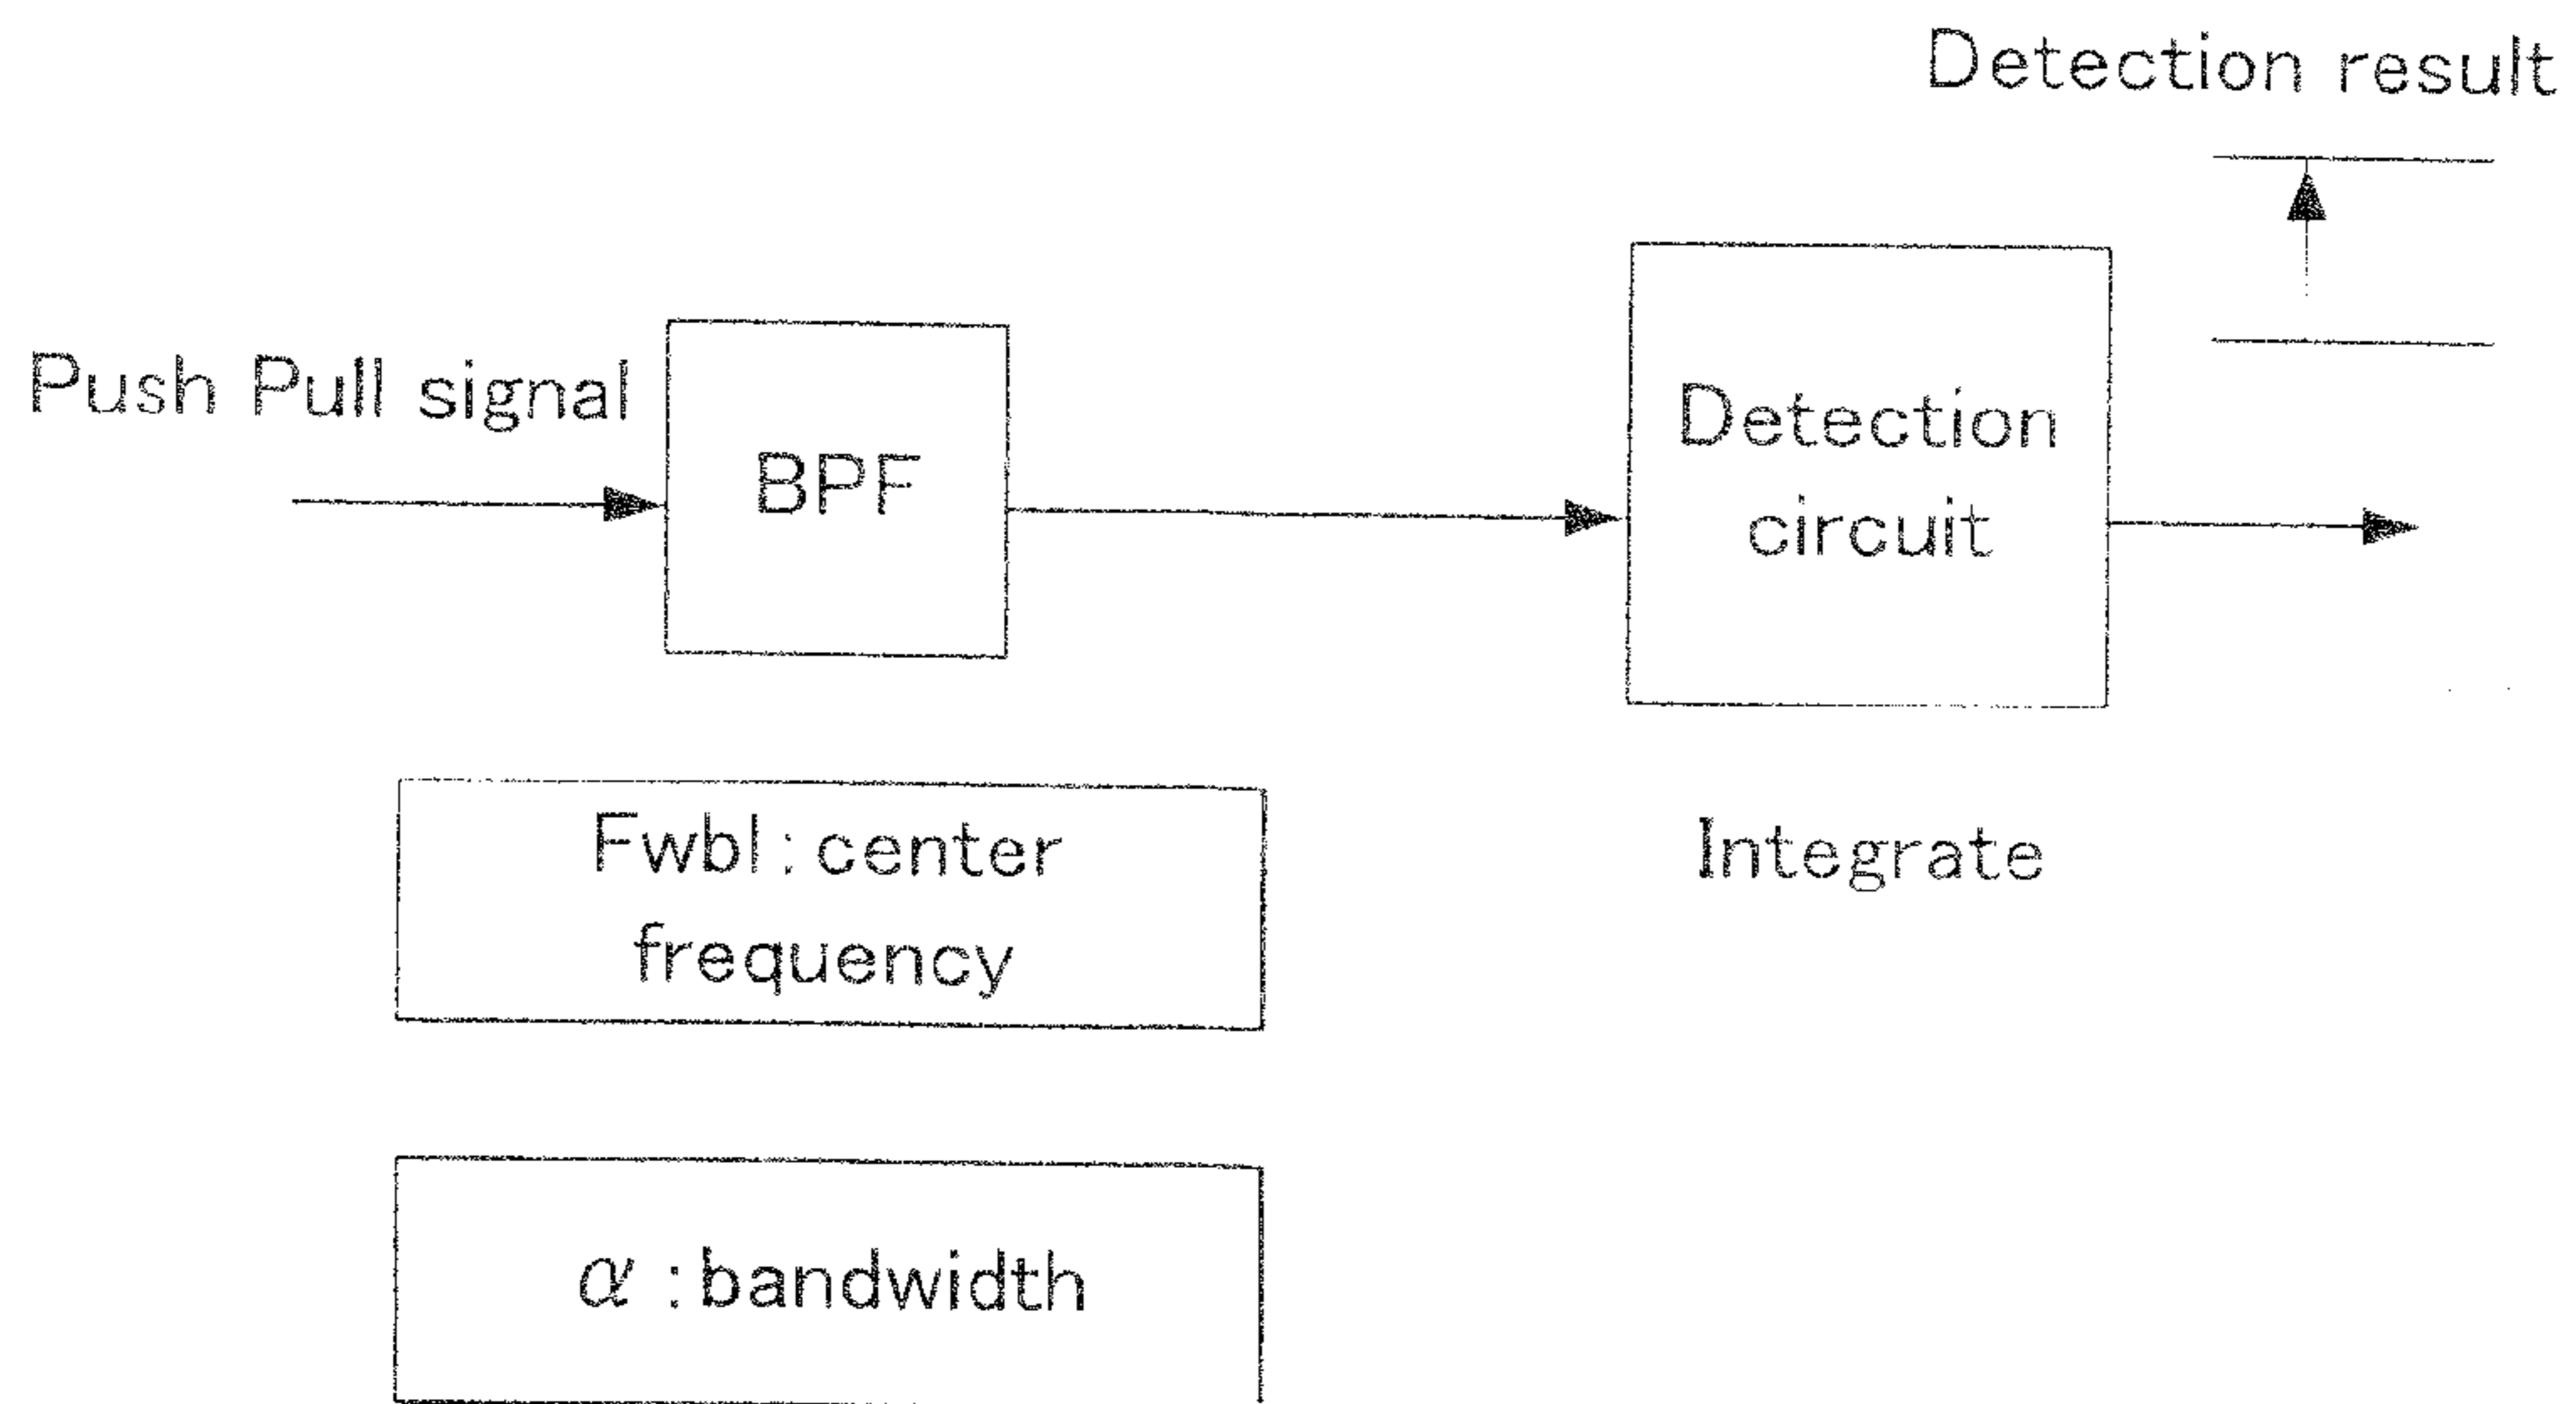 Detection result
Push Pull signal
BPF
Detection
circuit
Fwbl : center
frequency
Integrate
α : bandwidth